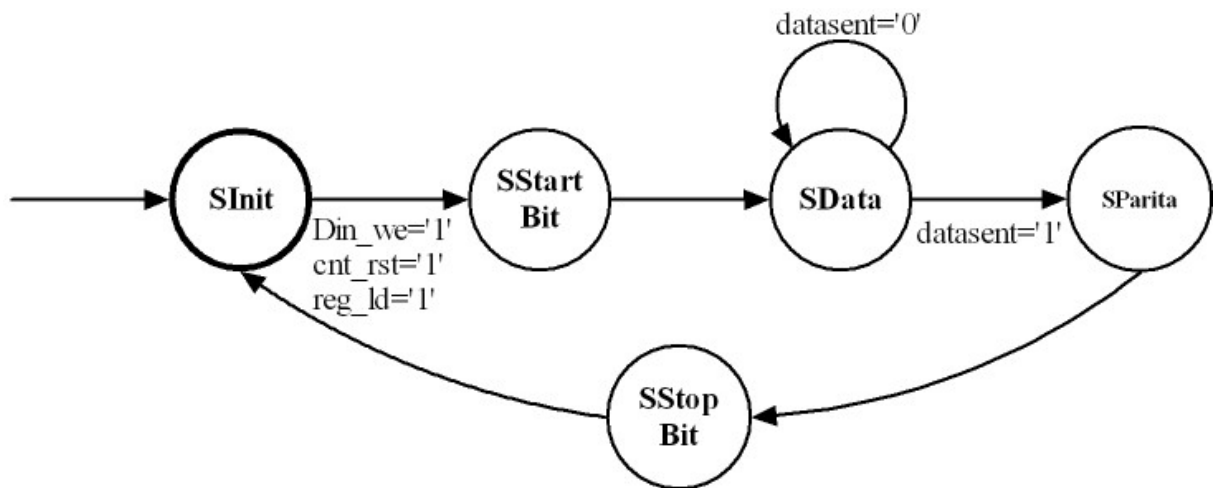 datasent='0'
SInit
SStart
Bit
SData
SParita
Din_we='1'
cnt_rst='1'
reg_ld='1'
datasent='1'
SStop
Bit